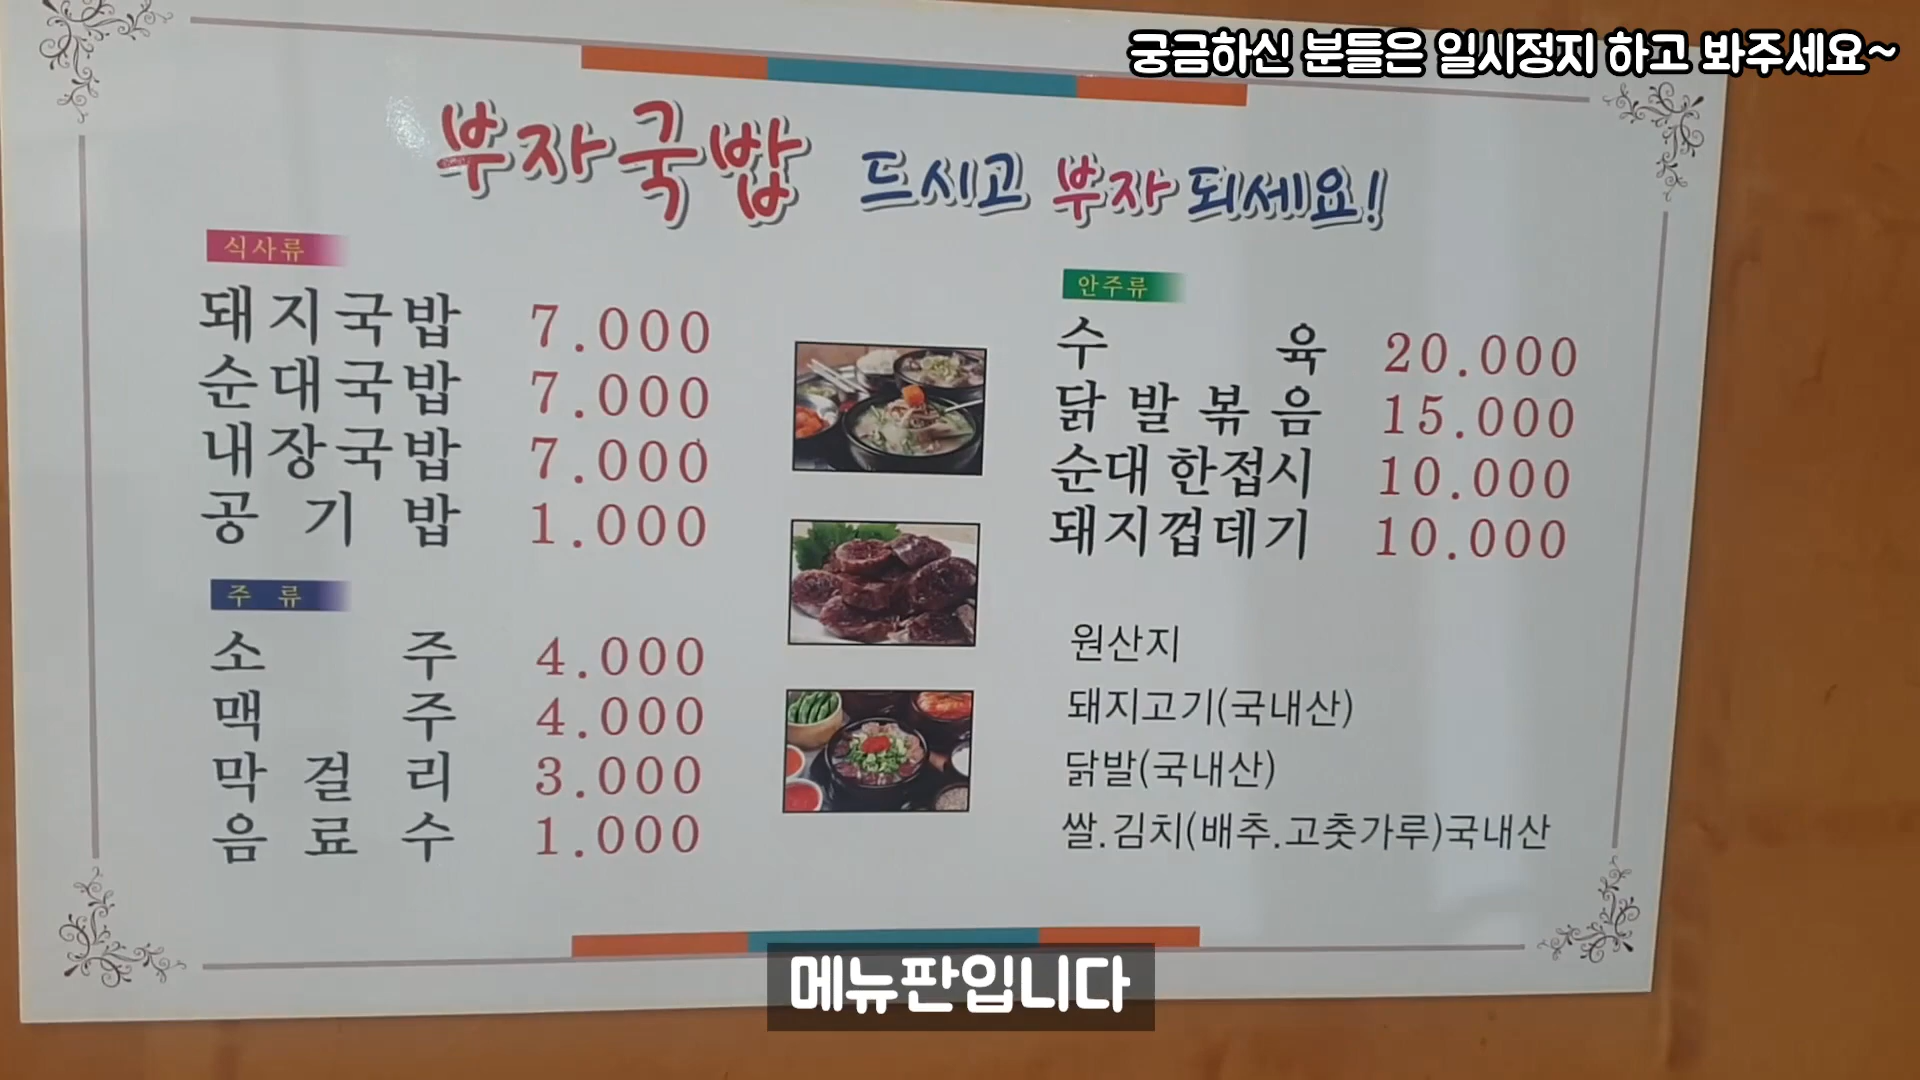 궁금하신 분들은 일시정지 하고 봐주세요~
부자국밥 드시고 부자 되세요!
식사류
돼지국밥 7.000
순대국밥 7.000
내장국밥 7.000
공기밥 1.000
주류
소주 4.000
맥주 4.000
막걸리 3.000
음료수 1.000
안주류
수육 20.000
닭발볶음 15.000
순대 한접시 10.000
돼지껍데기 10.000
원산지
돼지고기(국내산)
닭발(국내산)
쌀.김치(배추.고춧가루)국내산
메뉴판입니다